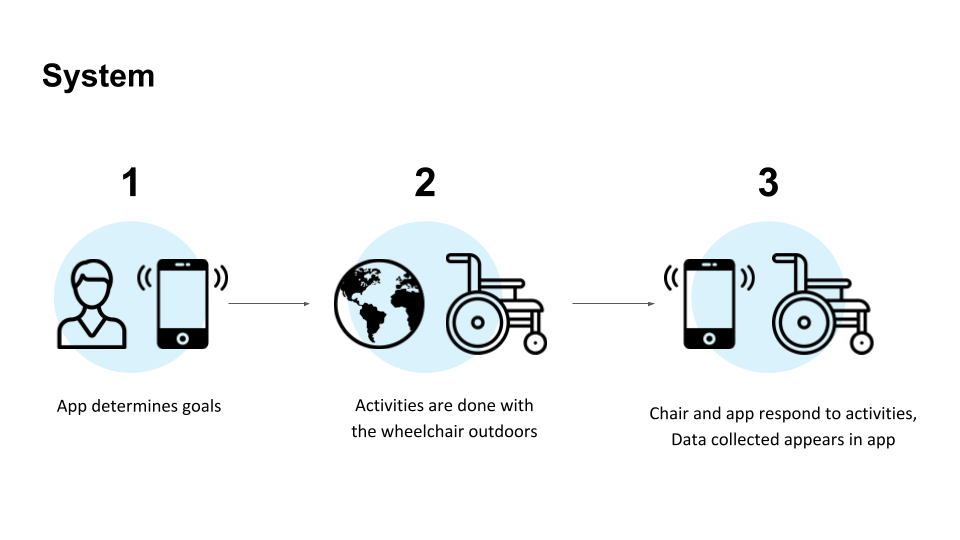 System
1
2
3
App determines goals
Activities are done with
the wheelchair outdoors
Chair and app respond to activities,
Data collected appears in app